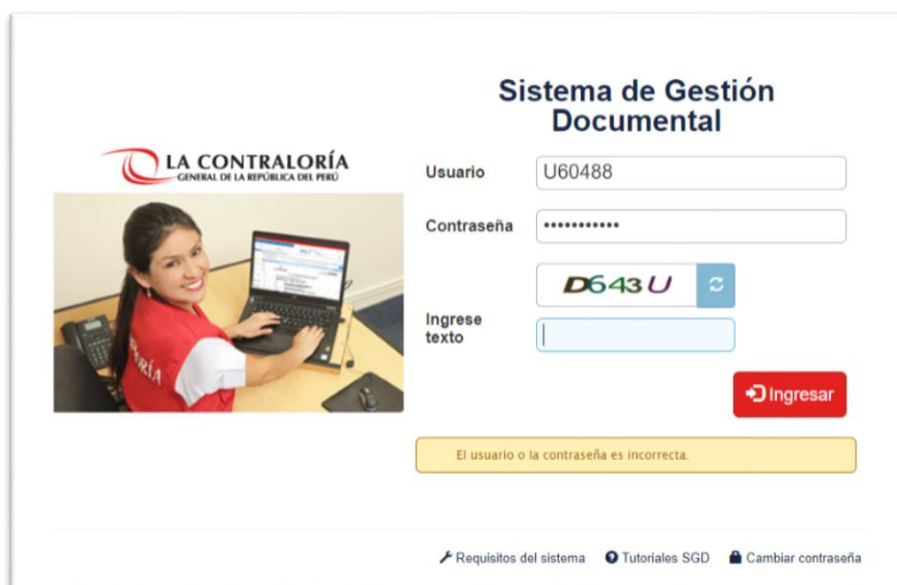 Sistema de Gestión
Documental
LA CONTRALORÍA
GENERAL DE LA REPÚBLICA DEL PERÚ
Usuario
U60488
Contraseña
•••••••••••
D643U
Ingrese
texto
Ingresar
El usuario o la contraseña es incorrecta.
Requisitos del sistema
Tutoriales SGD
Cambiar contraseña